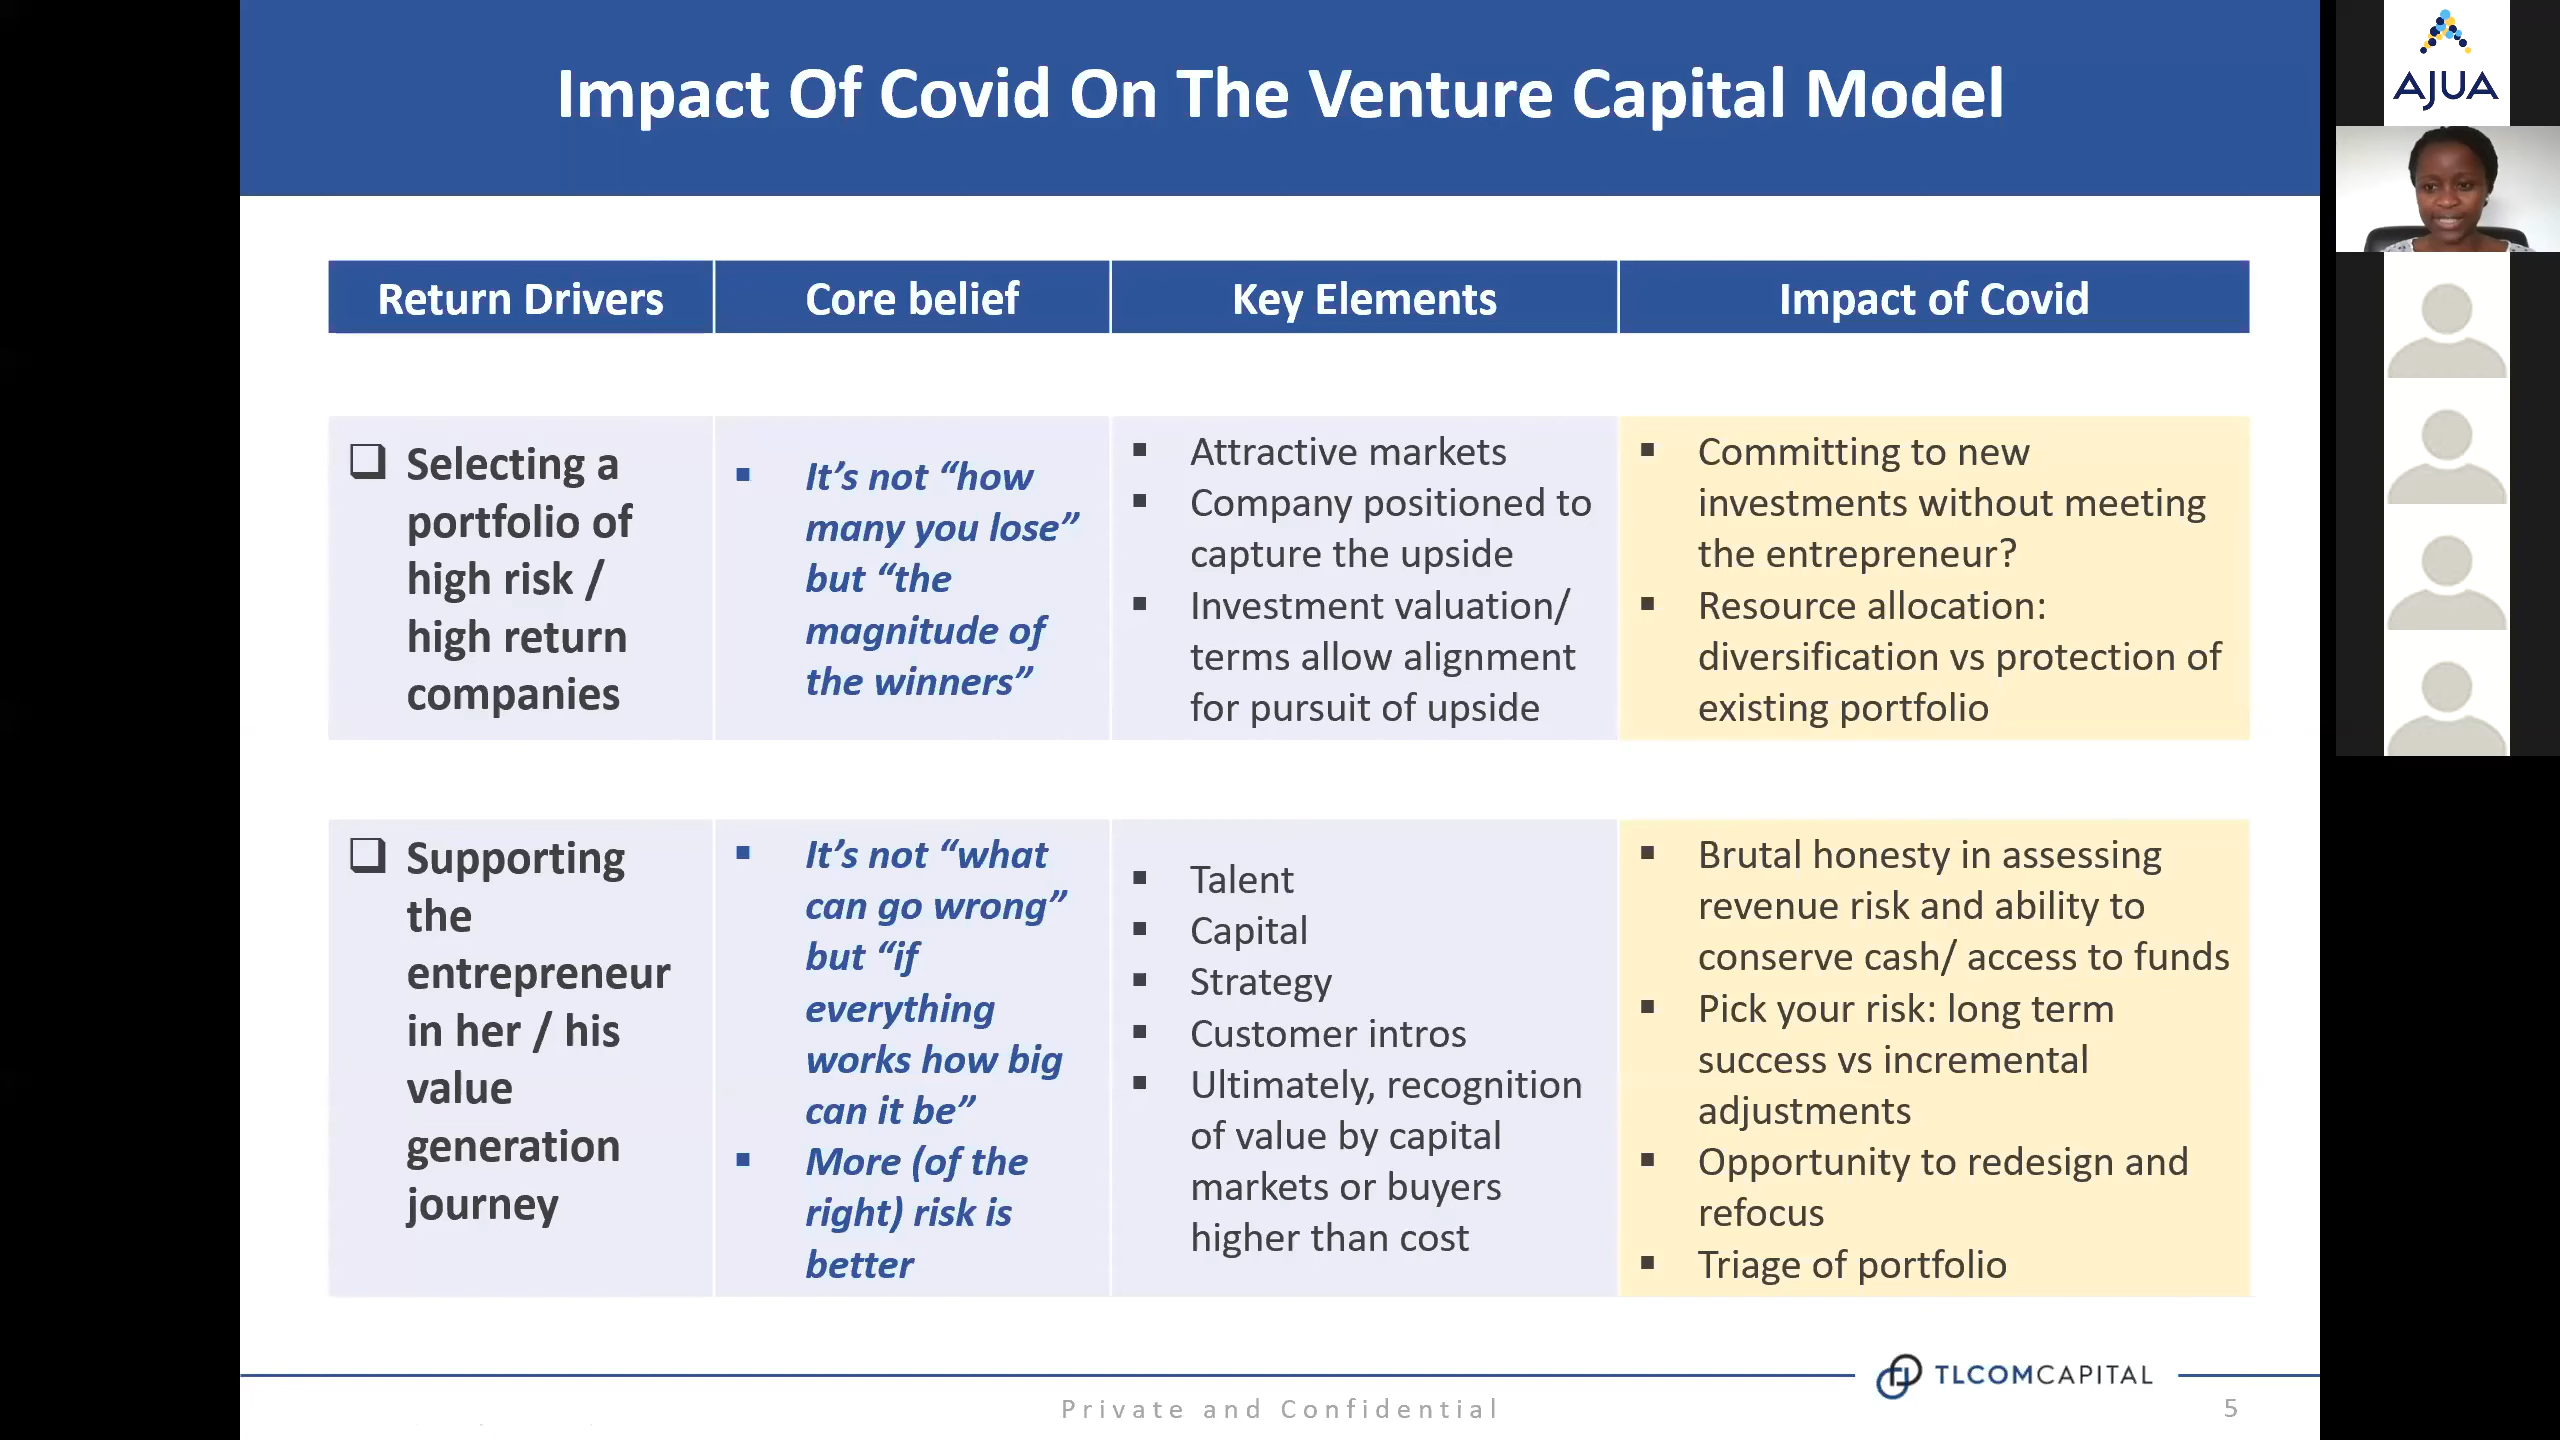 Impact Of Covid On The Venture Capital Model
AJUA
Return Drivers
Core belief
Key Elements
Impact of Covid
Selecting a
portfolio of
high risk /
high return
companies
It’s not “how
many you lose”
but “the
magnitude of
the winners”
Attractive markets
Company positioned to
capture the upside
Investment valuation/
terms allow alignment
for pursuit of upside
Committing to new
investments without meeting
the entrepreneur?
Resource allocation:
diversification vs protection of
existing portfolio
Supporting
the
entrepreneur
in her / his
value
generation
journey
It’s not “what
can go wrong”
but “if
everything
works how big
can it be”
More (of the
right) risk is
better
Talent
Capital
Strategy
Customer intros
Ultimately, recognition
of value by capital
markets or buyers
higher than cost
Brutal honesty in assessing
revenue risk and ability to
conserve cash/ access to funds
Pick your risk: long term
success vs incremental
adjustments
Opportunity to redesign and
refocus
Triage of portfolio
TLCOMCAPITAL
Private and Confidential
5